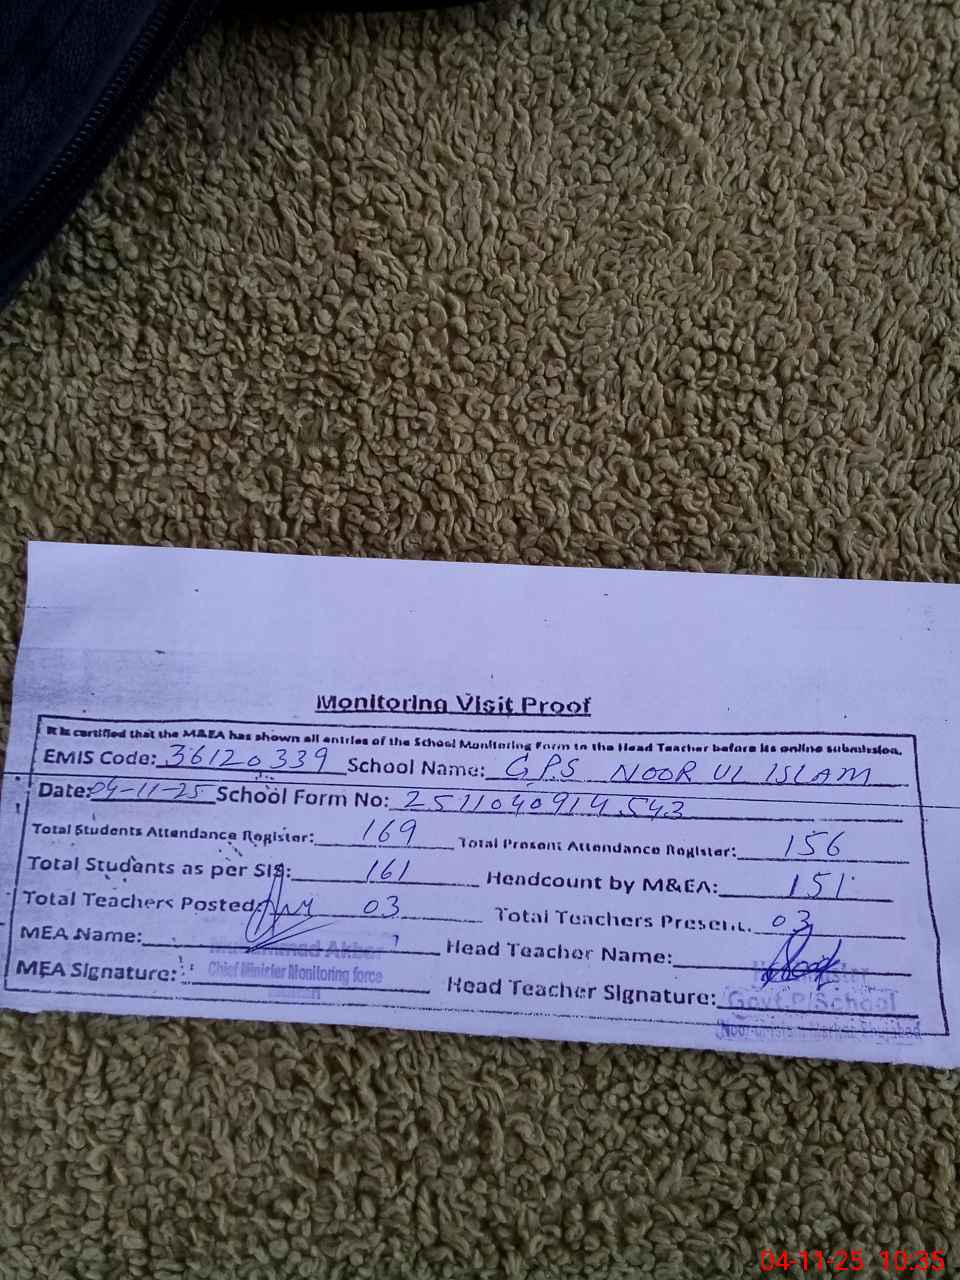 Monitoring Visit Proof
It is certified that the M&EA has shown all entries of the School Monitoring Form to the Head Teacher before its online submission.
EMIS Code: 36120339 School Name: G.P.S NOOR UL ISLAM
Date: 04-11-25 School Form No: 2511040914543
Total Students Attendance Register: 169 Total Present Attendance Register: 156
Total Students as per SIS: 161 Headcount by M&EA: 151
Total Teachers Posted 03 Total Teachers Present. 03
MEA Name: Muhammad Akbar Head Teacher Name:
MEA Signature: Chief Minister Monitoring force Head Teacher Signature: Govt.P/School
04-11-25 10:35